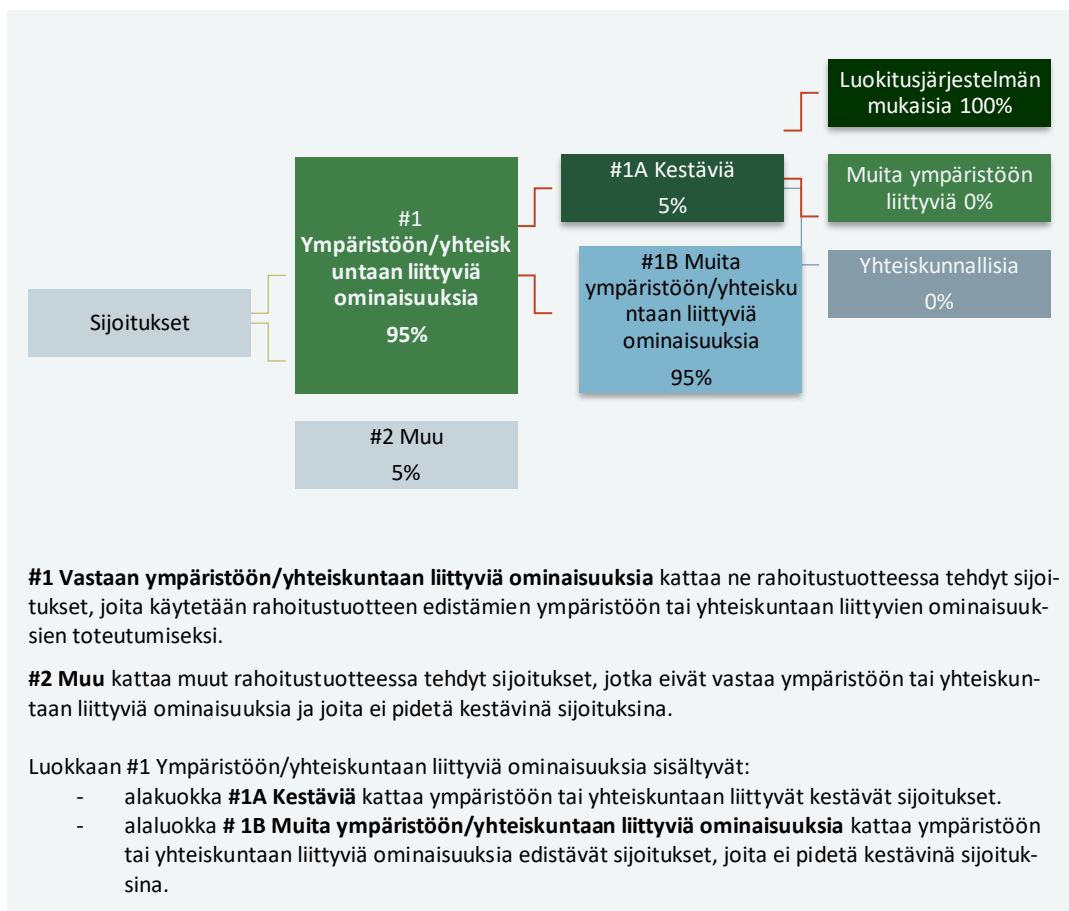 Sijoitukset
#1
Ympäristöön/yhteisk
untaan liittyviä
ominaisuuksia
95%
#2 Muu
5%
#1A Kestäviä
5%
#1B Muita
ympäristöön/yhteisku
ntaan liittyviä
ominaisuuksia
95%
Luokitusjärjestelmän
mukaisia 100%
Muita ympäristöön
liittyviä 0%
Yhteiskunnallisia
0%
#1 Vastaan ympäristöön/yhteiskuntaan liittyviä ominaisuuksia kattaa ne rahoitustuotteessa tehdyt sijoi-
tukset, joita käytetään rahoitustuotteen edistämien ympäristöön tai yhteiskuntaan liittyvien ominaisuuk-
sien toteutumiseksi.
#2 Muu kattaa muut rahoitustuotteessa tehdyt sijoitukset, jotka eivät vastaa ympäristöön tai yhteiskun-
taan liittyviä ominaisuuksia ja joita ei pidetä kestävinä sijoituksina.
Luokkaan #1 Ympäristöön/yhteiskuntaan liittyviä ominaisuuksia sisältyvät:
- alakuokka #1A Kestäviä kattaa ympäristöön tai yhteiskuntaan liittyvät kestävät sijoitukset.
- alaluokka # 1B Muita ympäristöön/yhteiskuntaan liittyviä ominaisuuksia kattaa ympäristöön
tai yhteiskuntaan liittyviä ominaisuuksia edistävät sijoitukset, joita ei pidetä kestävinä sijoituk-
sina.